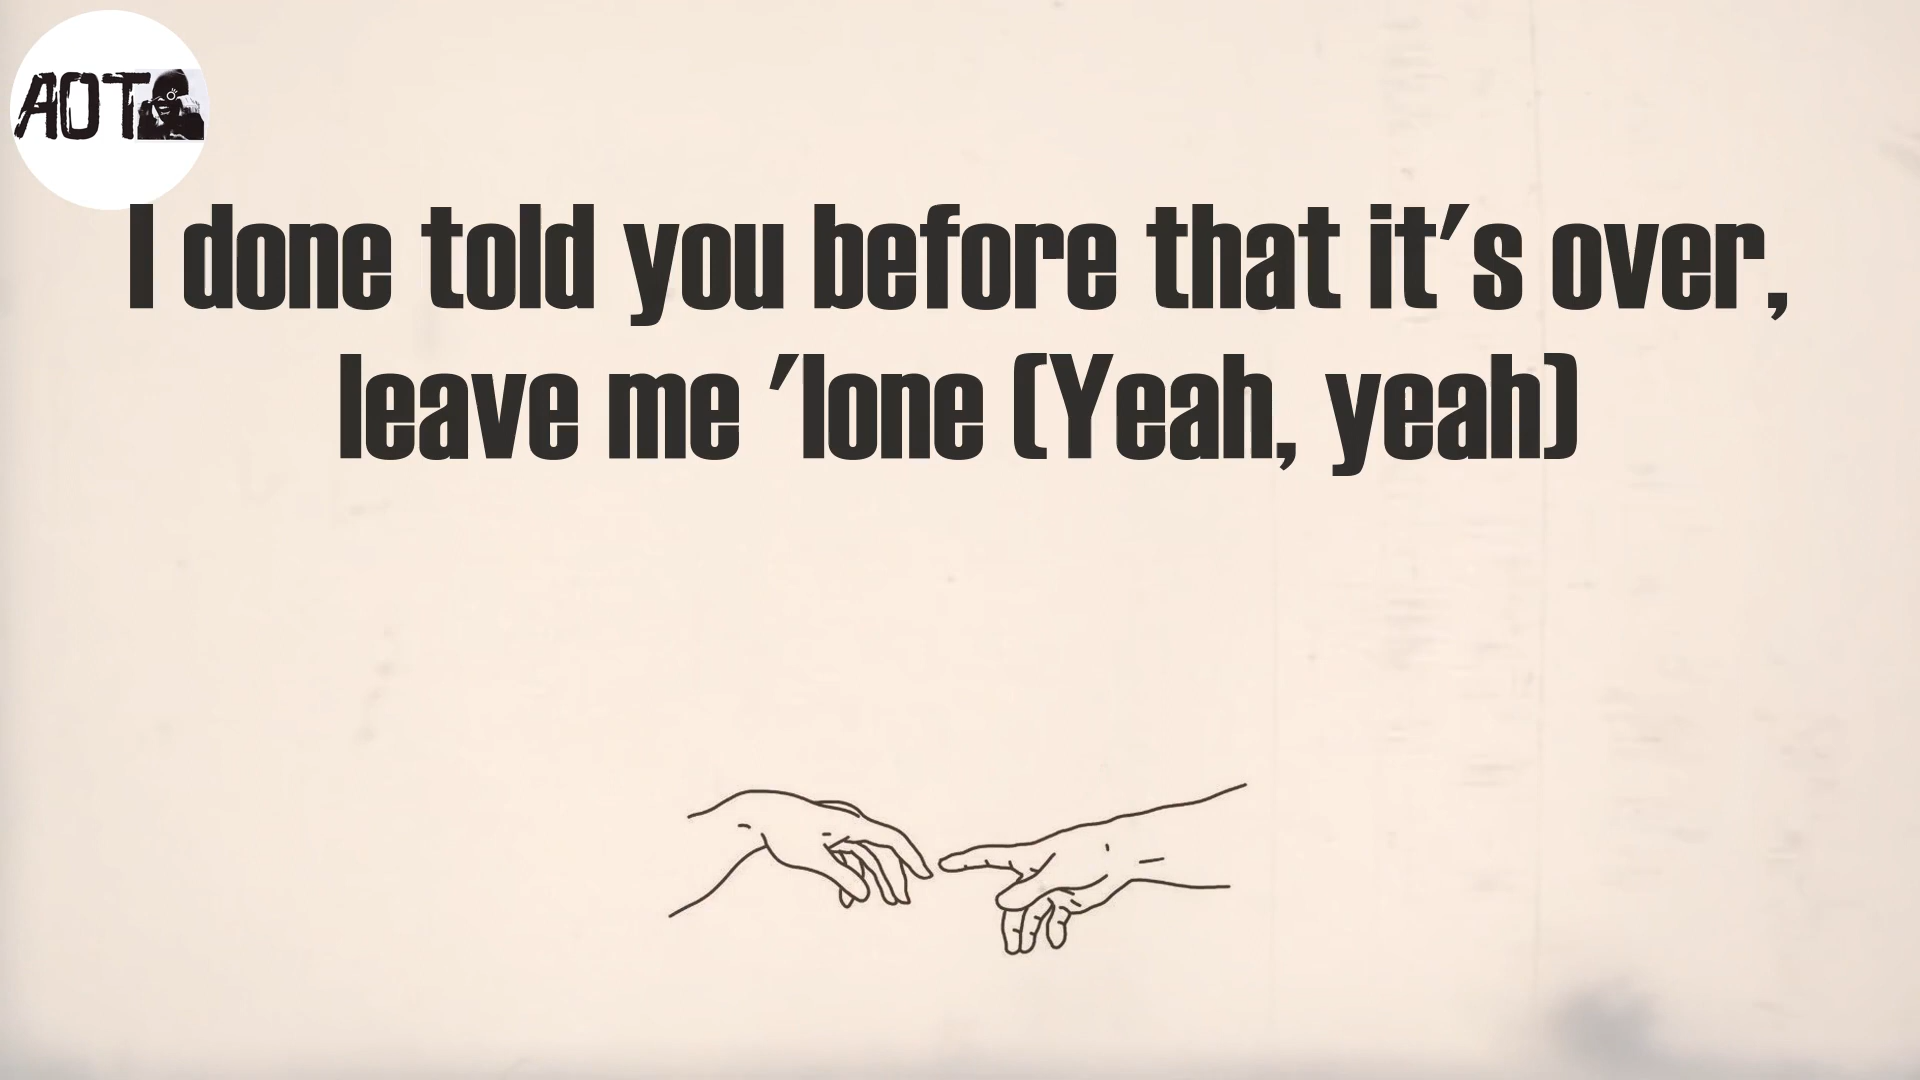 AOT
I done told you before that it's over,
leave me 'lone (Yeah, yeah)